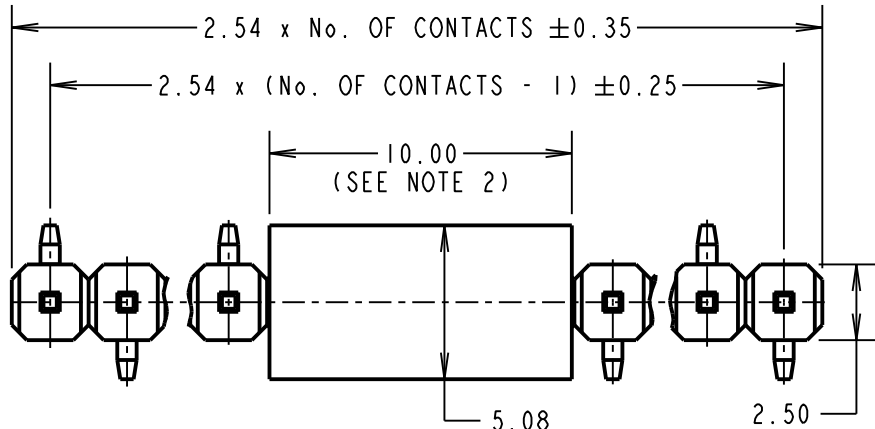 2.54 x No. OF CONTACTS ±0.35
2.54 x (No. OF CONTACTS - 1) ±0.25
10.00
(SEE NOTE 2)
5.08
2.50